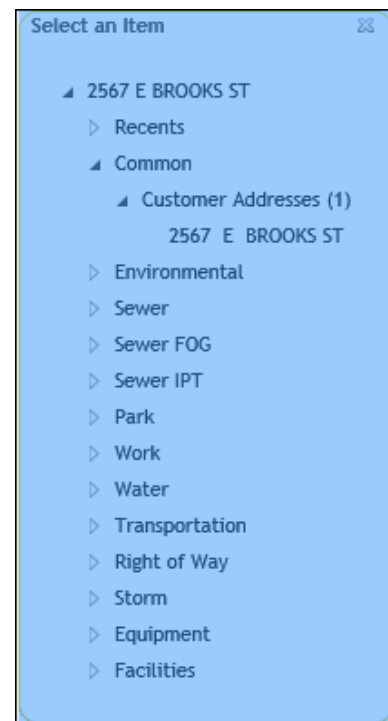 Select an Item
2567 E BROOKS ST
Recents
Common
Customer Addresses (1)
2567 E BROOKS ST
Environmental
Sewer
Sewer FOG
Sewer IPT
Park
Work
Water
Transportation
Right of Way
Storm
Equipment
Facilities